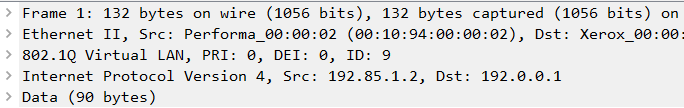 Frame 1: 132 bytes on wire (1056 bits), 132 bytes captured (1056 bits) on
Ethernet II, Src: Performa_00:00:02 (00:10:94:00:00:02), Dst: Xerox_00:00:
802.1Q Virtual LAN, PRI: 0, DEI: 0, ID: 9
Internet Protocol Version 4, Src: 192.85.1.2, Dst: 192.0.0.1
Data (90 bytes)